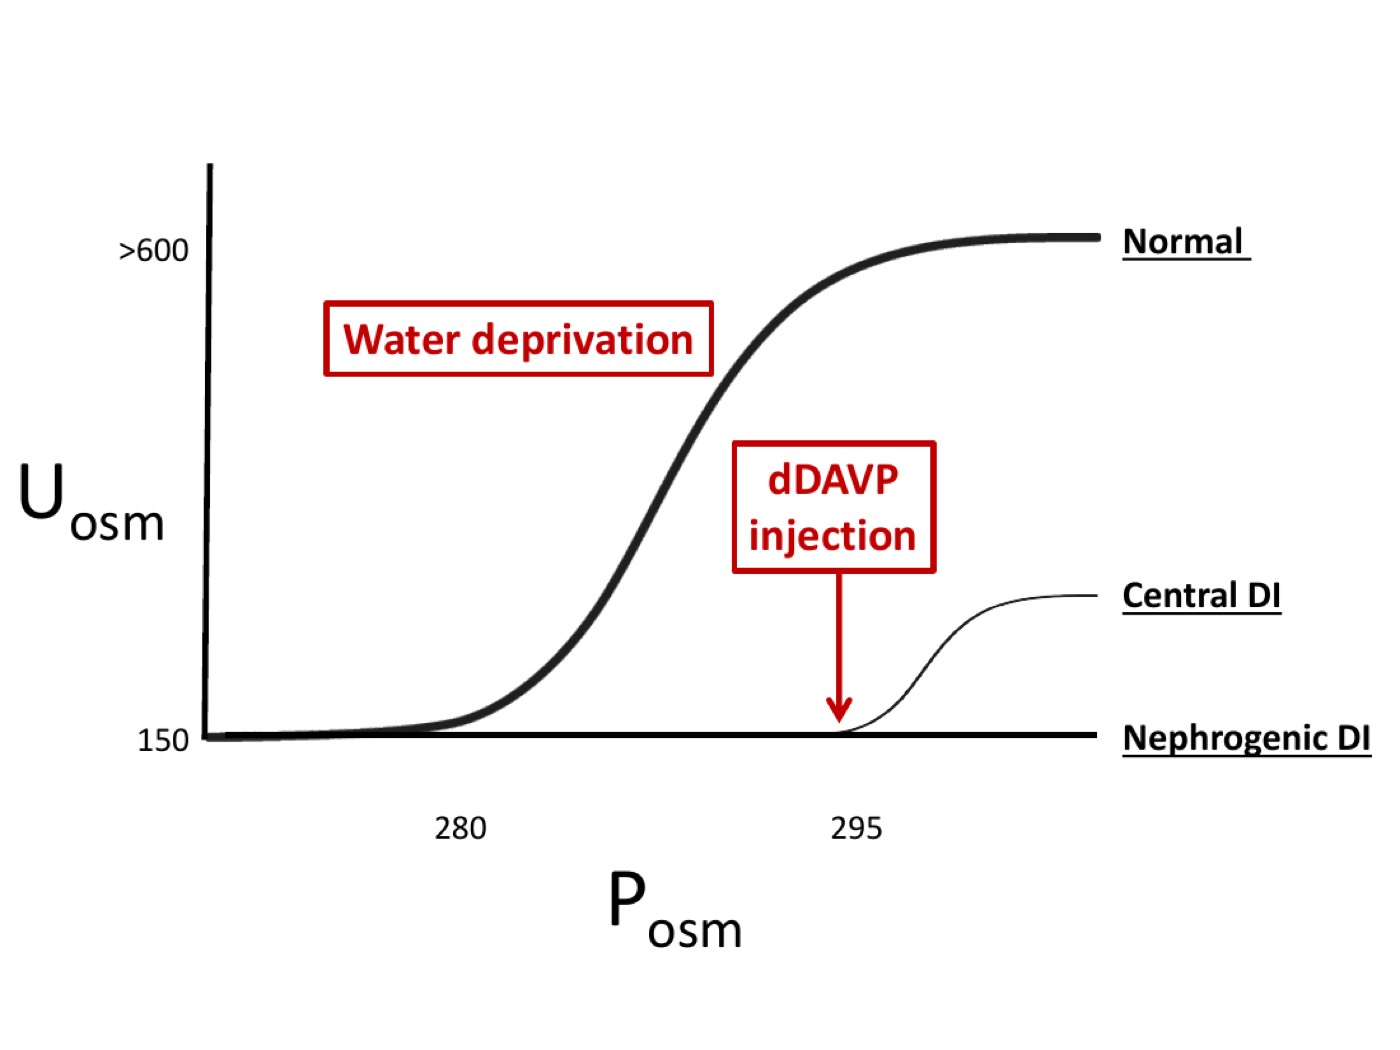 >600
Normal
Water deprivation
dDAVP
injection
U osm
Central DI
150
Nephrogenic DI
280
295
P osm